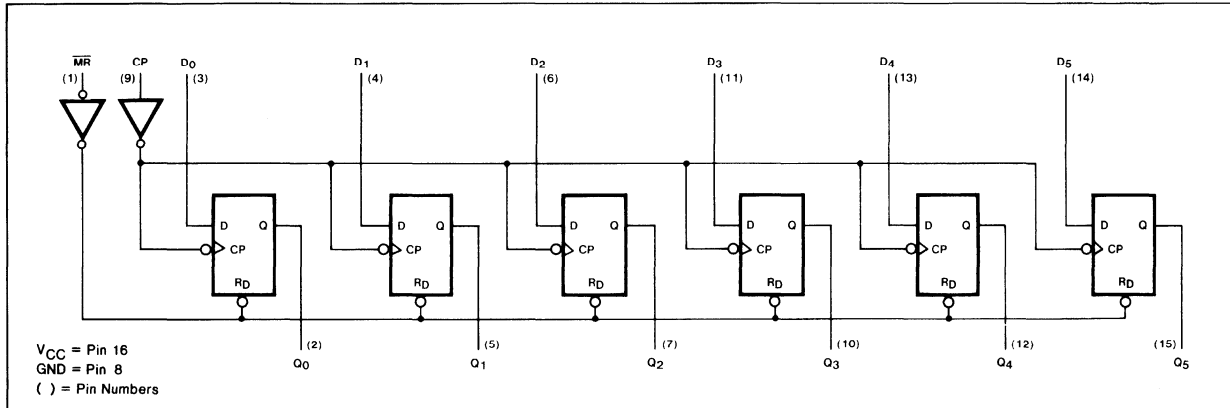 M̅R̅ CP D0 D1 D2 D3 D4 D5
(1) (9) (3) (4) (6) (11) (13) (14)
D Q D Q D Q D Q D Q D Q
CP CP CP CP CP CP
RD RD RD RD RD RD
(2) (5) (7) (10) (12) (15)
Q0 Q1 Q2 Q3 Q4 Q5
VCC = Pin 16
GND = Pin 8
( ) = Pin Numbers